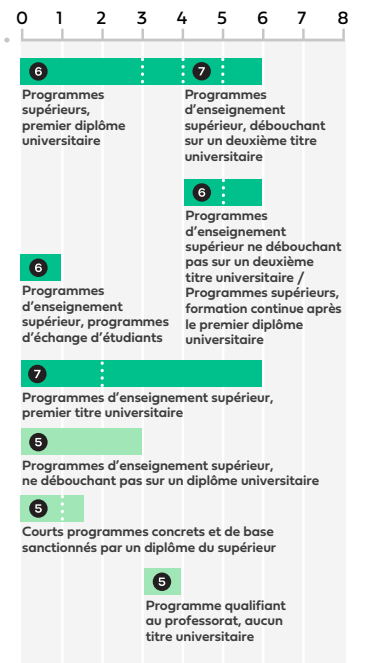 0 1 2 3 4 5 6 7 8
6
7
Programmes
supérieurs,
premier diplôme
universitaire
Programmes
d’enseignement
supérieur, débouchant
sur un deuxième titre
universitaire
6
Programmes
d’enseignement
supérieur ne débouchant
pas sur un deuxième
titre universitaire /
Programmes supérieurs,
formation continue après
le premier diplôme
universitaire
6
Programmes
d’enseignement
supérieur, programmes
d’échange d’étudiants
7
Programmes d’enseignement supérieur,
premier titre universitaire
5
Programmes d’enseignement supérieur,
ne débouchant pas sur un diplôme universitaire
5
Courts programmes concrets et de base
sanctionnés par un diplôme du supérieur
5
Programme qualifiant
au professorat, aucun
titre universitaire